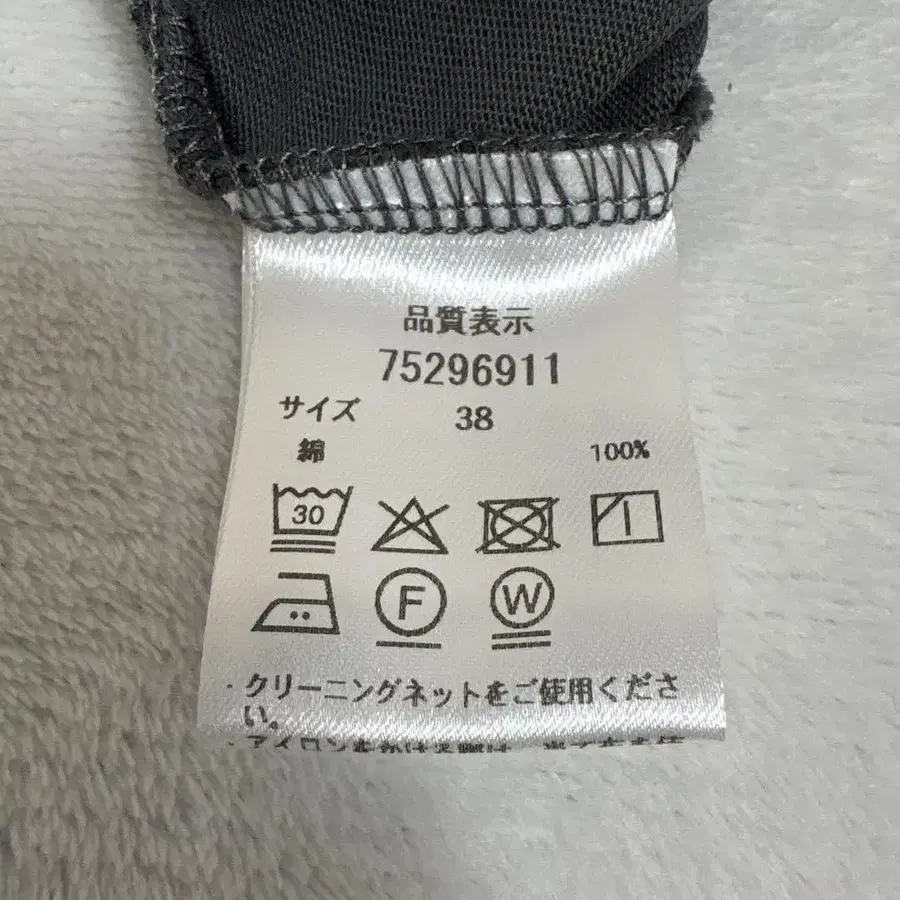 品質表示
75296911
サイズ 38
綿 100%
30
F W
・クリーニングネットをご使用くださ
い。